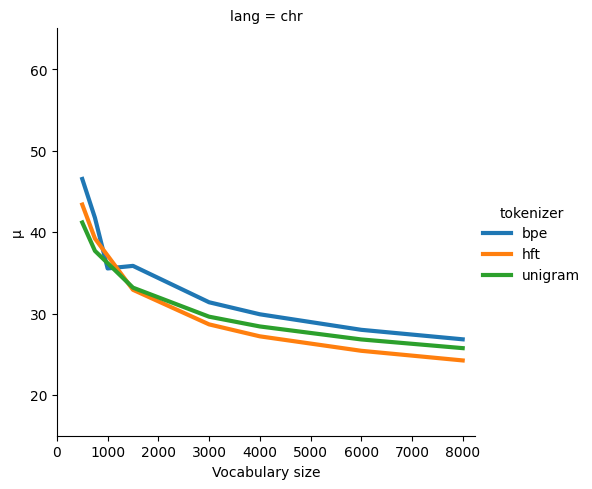 lang = chr
60
50
40
30
20
μ
0 1000 2000 3000 4000 5000 6000 7000 8000
Vocabulary size
tokenizer
bpe
hft
unigram